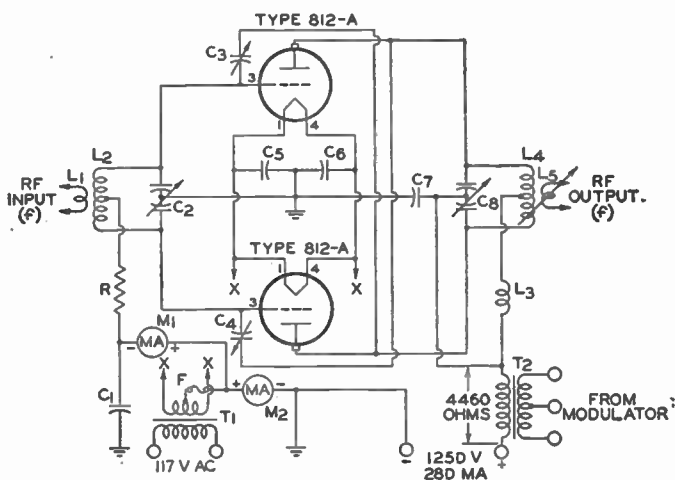 TYPE 812-A
C3
3
1
4
L2
L1
RF
INPUT
(f)
C2
C5
C6
C7
L4
L5
C8
RF
OUTPUT.
(f)
TYPE 812-A
X
1
4
X
3
R
C4
L3
M1
- MA +
X
X
F
+ MA -
M2
C1
T1
117 V AC
-
4460
OHMS
T2
FROM
MODULATOR
125D V
28D MA
+